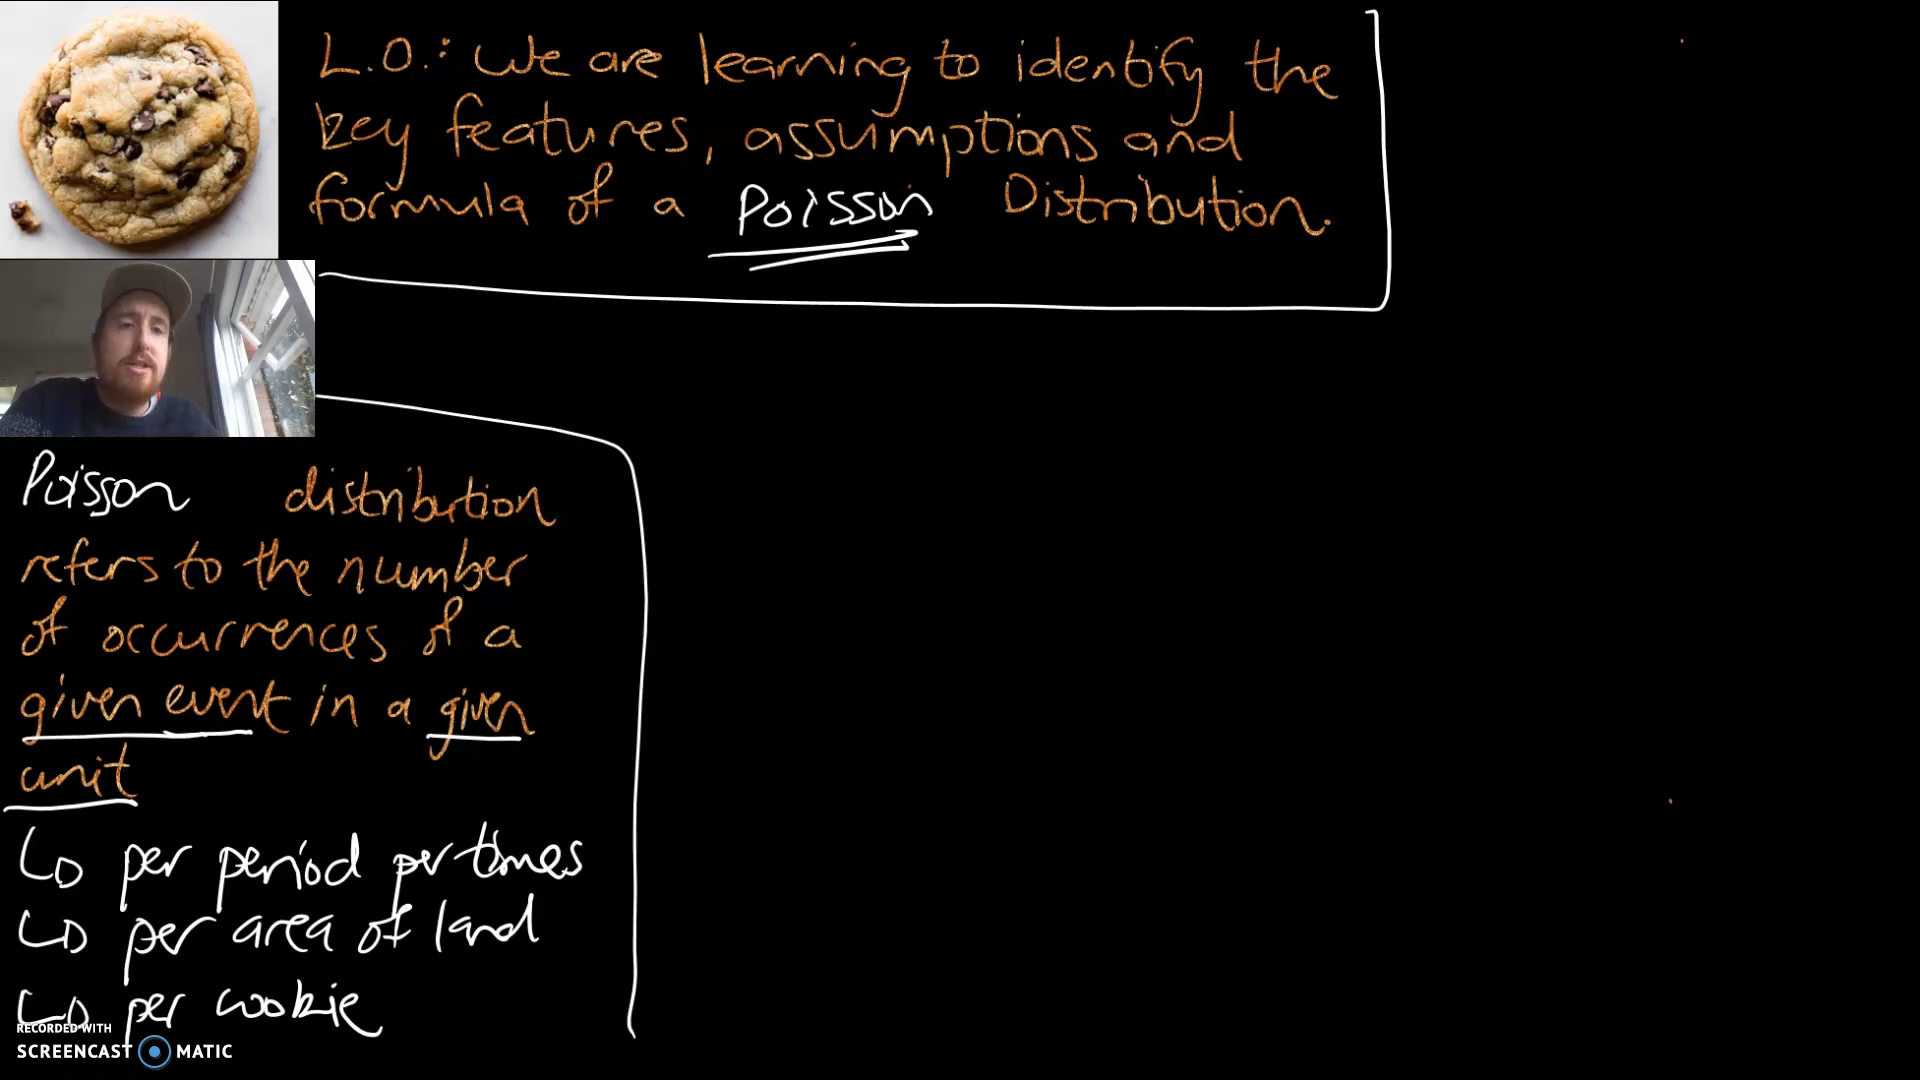 L.O.: We are learning to identify the
key features, assumptions and
formula of a Poisson Distribution.
Poisson distribution
refers to the number
of occurrences of a
given event in a given
unit
per period per times
per area of land
per cookie
RECORDED WITH
SCREENCAST MATIC